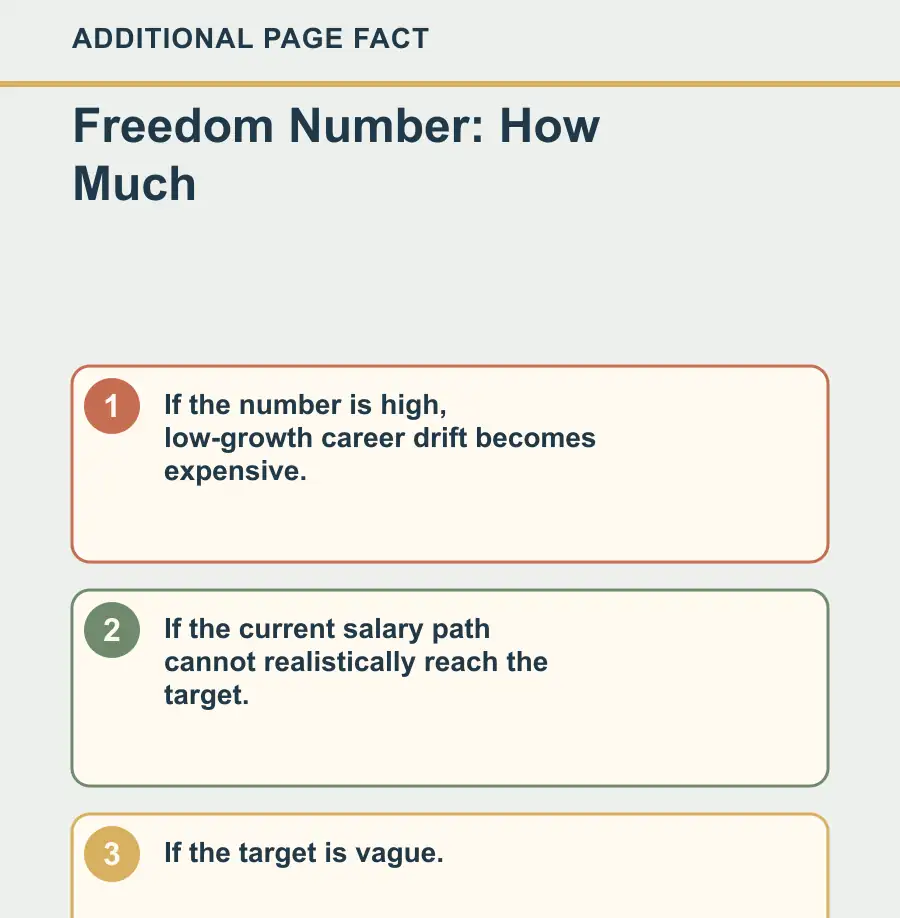 ADDITIONAL PAGE FACT
Freedom Number: How
Much
1
If the number is high,
low-growth career drift becomes
expensive.
2
If the current salary path
cannot realistically reach the
target.
3
If the target is vague.